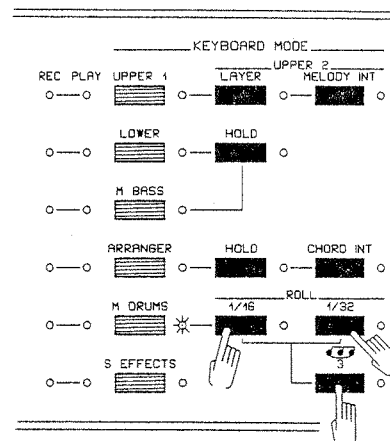 KEYBOARD MODE
UPPER 2
REC PLAY UPPER 1 LAYER MELODY INT
LOWER HOLD
M BASS
ARRANGER HOLD CHORD INT
ROLL
M DRUMS 1/16 1/32
S EFFECTS 3